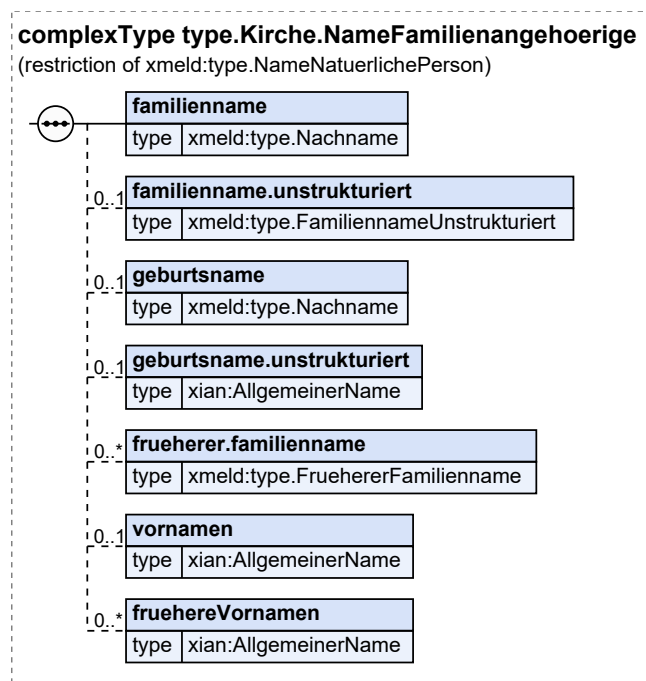 complexType type.Kirche.NameFamilienangehoerige
(restriction of xmeld:type.NameNatuerlichePerson)
familienname
type xmeld:type.Nachname
0..1 familienname.unstrukturiert
type xmeld:type.FamiliennameUnstrukturiert
0..1 geburtsname
type xmeld:type.Nachname
0..1 geburtsname.unstrukturiert
type xian:AllgemeinerName
0..* frueherer.familienname
type xmeld:type.FruehererFamilienname
0..1 vornamen
type xian:AllgemeinerName
0..* fruehereVornamen
type xian:AllgemeinerName